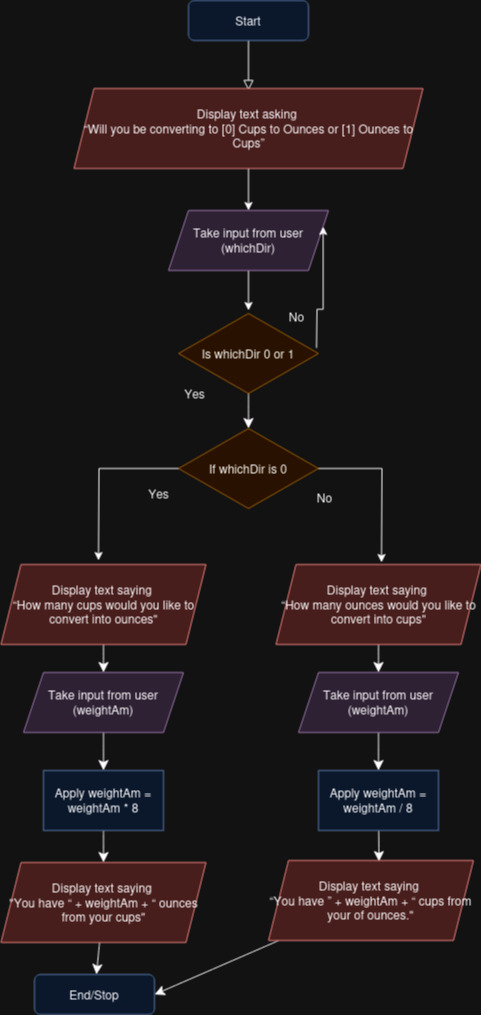 Start
Display text asking
“Will you be converting to [0] Cups to Ounces or [1] Ounces to
Cups”
Take input from user
(whichDir)
No
Is whichDir 0 or 1
Yes
If whichDir is 0
Yes
No
Display text saying
“How many cups would you like to
convert into ounces”
Display text saying
“How many ounces would you like to
convert into cups”
Take input from user
(weightAm)
Take input from user
(weightAm)
Apply weightAm =
weightAm * 8
Apply weightAm =
weightAm / 8
Display text saying
“You have “ + weightAm + “ ounces
from your cups”
Display text saying
“You have ” + weightAm + “ cups from
your of ounces.”
End/Stop